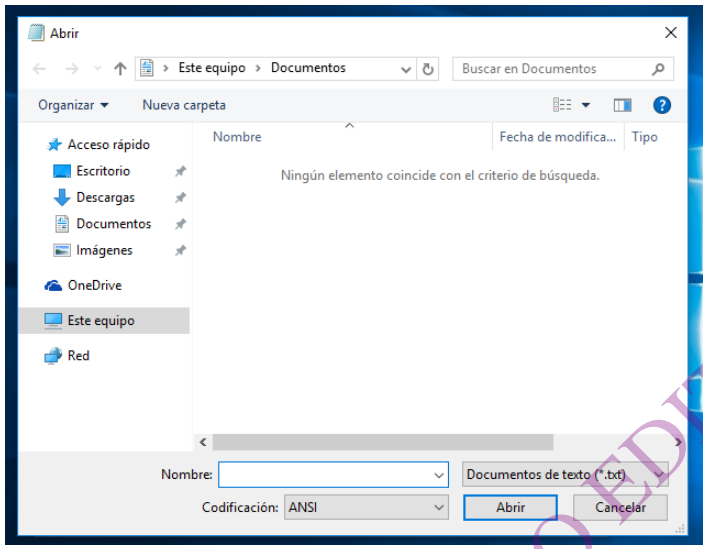 Abrir
Este equipo > Documentos
Buscar en Documentos
Organizar Nueva carpeta
Nombre Fecha de modifica... Tipo
Ningún elemento coincide con el criterio de búsqueda.
Acceso rápido
Escritorio
Descargas
Documentos
Imágenes
OneDrive
Este equipo
Red
Nombre: Documentos de texto (*.txt)
Codificación: ANSI Abrir Cancelar
O EDIT